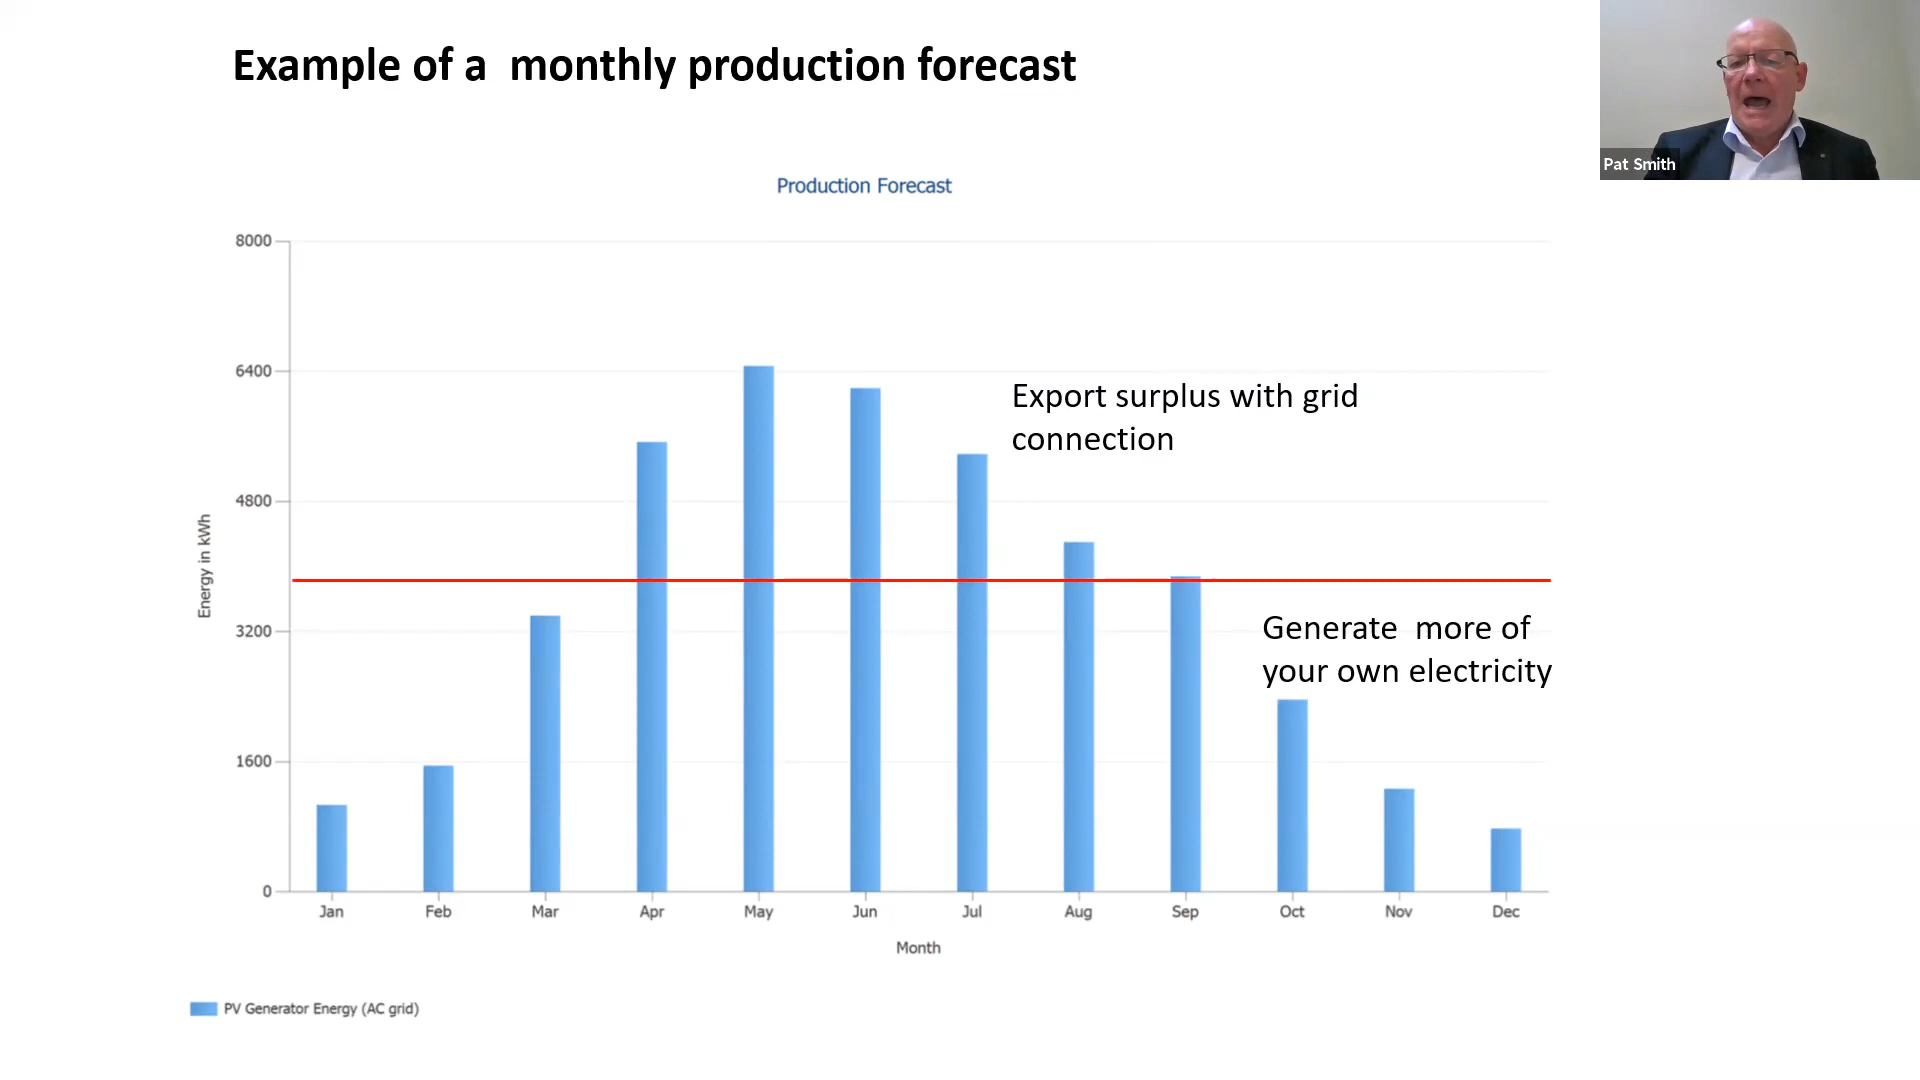 Example of a  monthly production forecast
Pat Smith
Production Forecast
8000
6400
4800
3200
1600
0
Energy in kWh
Export surplus with grid
connection
Generate  more of
your own electricity
Jan Feb Mar Apr May Jun Jul Aug Sep Oct Nov Dec
Month
PV Generator Energy (AC grid)